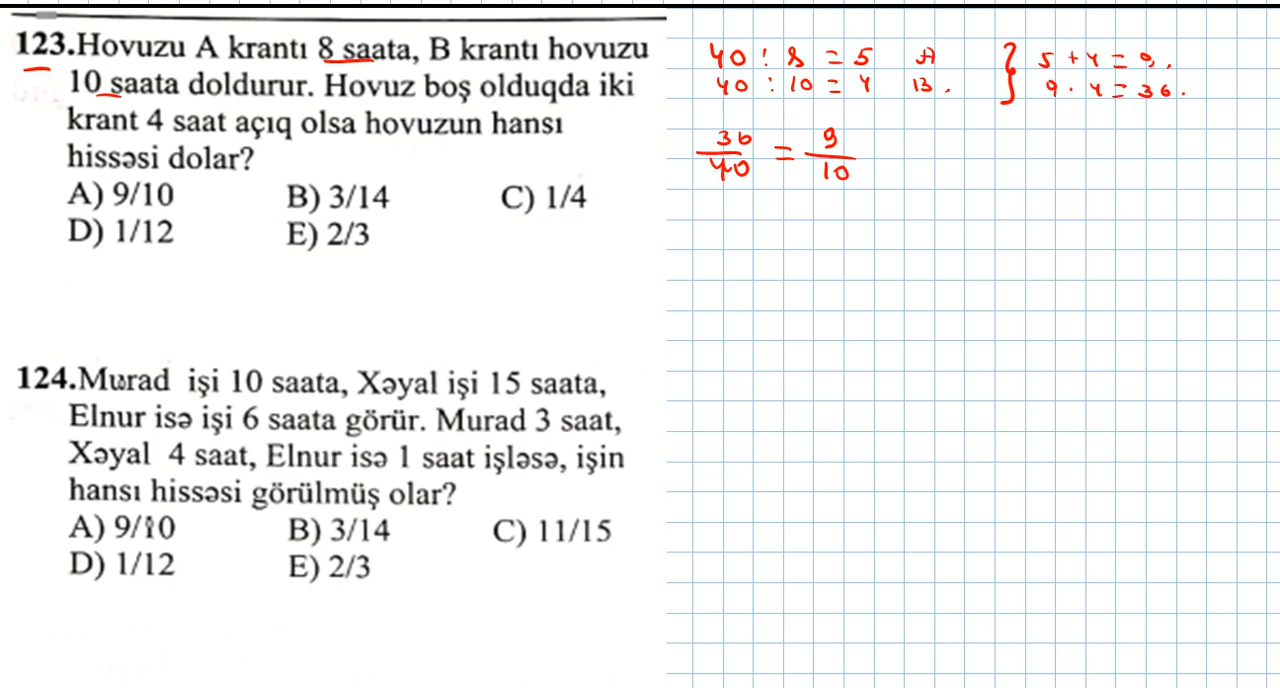 123.Hovuzu A krantı 8 saata, B krantı hovuzu
10 saata doldurur. Hovuz boş olduqda iki
krant 4 saat açıq olsa hovuzun hansı
hissəsi dolar?
A) 9/10 B) 3/14 C) 1/4
D) 1/12 E) 2/3
40 : 8 = 5 A
40 : 10 = 4 B.
5 + 4 = 9.
9 · 4 = 36.
36/40 = 9/10
124.Murad işi 10 saata, Xəyal işi 15 saata,
Elnur isə işi 6 saata görür. Murad 3 saat,
Xəyal 4 saat, Elnur isə 1 saat işləsə, işin
hansı hissəsi görülmüş olar?
A) 9/10 B) 3/14 C) 11/15
D) 1/12 E) 2/3